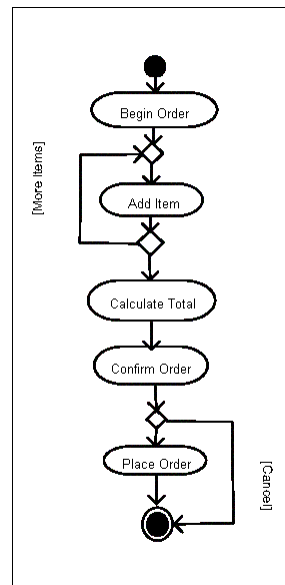 Begin Order
[More Items]
Add Item
Calculate Total
Confirm Order
Place Order
[Cancel]